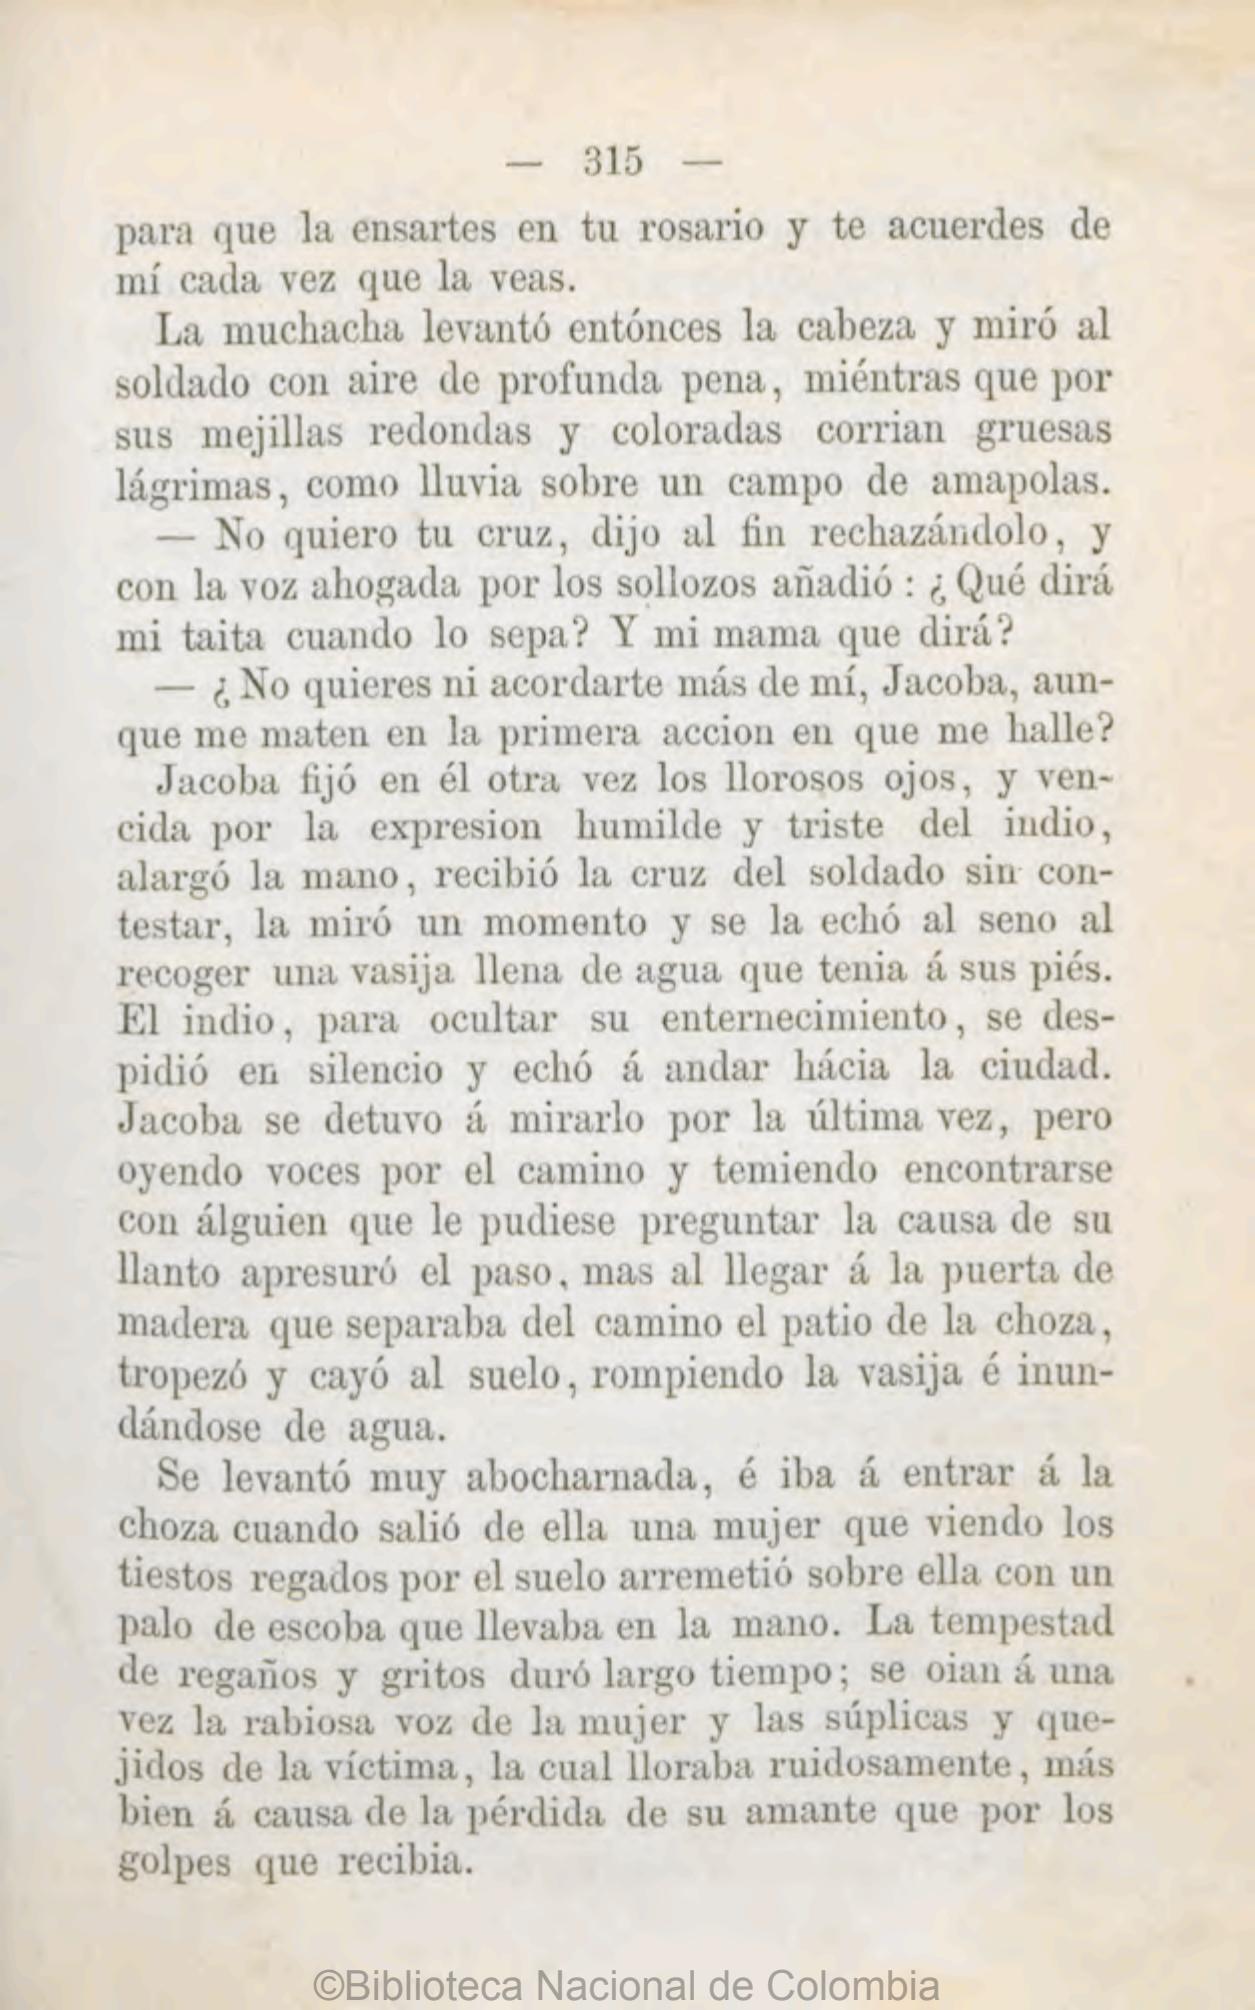 — 315 —
para que la ensartes en tu rosario y te acuerdes de
mí cada vez que la veas.
La muchacha levantó entónces la cabeza y miró al
soldado con aire de profunda pena, miéntras que por
sus mejillas redondas y coloradas corrian gruesas
lágrimas, como lluvia sobre un campo de amapolas.
— No quiero tu cruz, dijo al fin rechazándolo, y
con la voz ahogada por los sollozos añadió : ¿ Qué dirá
mi taita cuando lo sepa? Y mi mama que dirá?
— ¿ No quieres ni acordarte más de mí, Jacoba, aun-
que me maten en la primera accion en que me halle?
Jacoba fijó en él otra vez los llorosos ojos, y ven-
cida por la expresion humilde y triste del indio,
alargó la mano, recibió la cruz del soldado sin con-
testar, la miró un momento y se la echó al seno al
recoger una vasija llena de agua que tenia á sus piés.
El indio, para ocultar su enternecimiento, se des-
pidió en silencio y echó á andar hácia la ciudad.
Jacoba se detuvo á mirarlo por la última vez, pero
oyendo voces por el camino y temiendo encontrarse
con álguien que le pudiese preguntar la causa de su
llanto apresuró el paso, mas al llegar á la puerta de
madera que separaba del camino el patio de la choza,
tropezó y cayó al suelo, rompiendo la vasija é inun-
dándose de agua.
Se levantó muy abocharnada, é iba á entrar á la
choza cuando salió de ella una mujer que viendo los
tiestos regados por el suelo arremetió sobre ella con un
palo de escoba que llevaba en la mano. La tempestad
de regaños y gritos duró largo tiempo; se oian á una
vez la rabiosa voz de la mujer y las súplicas y que-
jidos de la víctima, la cual lloraba ruidosamente, más
bien á causa de la pérdida de su amante que por los
golpes que recibia.
©Biblioteca Nacional de Colombia